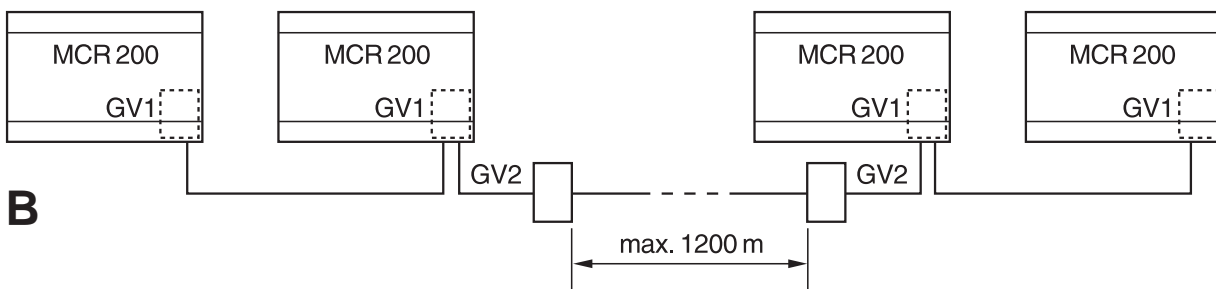 MCR 200 MCR 200 MCR 200 MCR 200
GV1 GV1 GV1 GV1
GV2 GV2
B
max. 1200 m